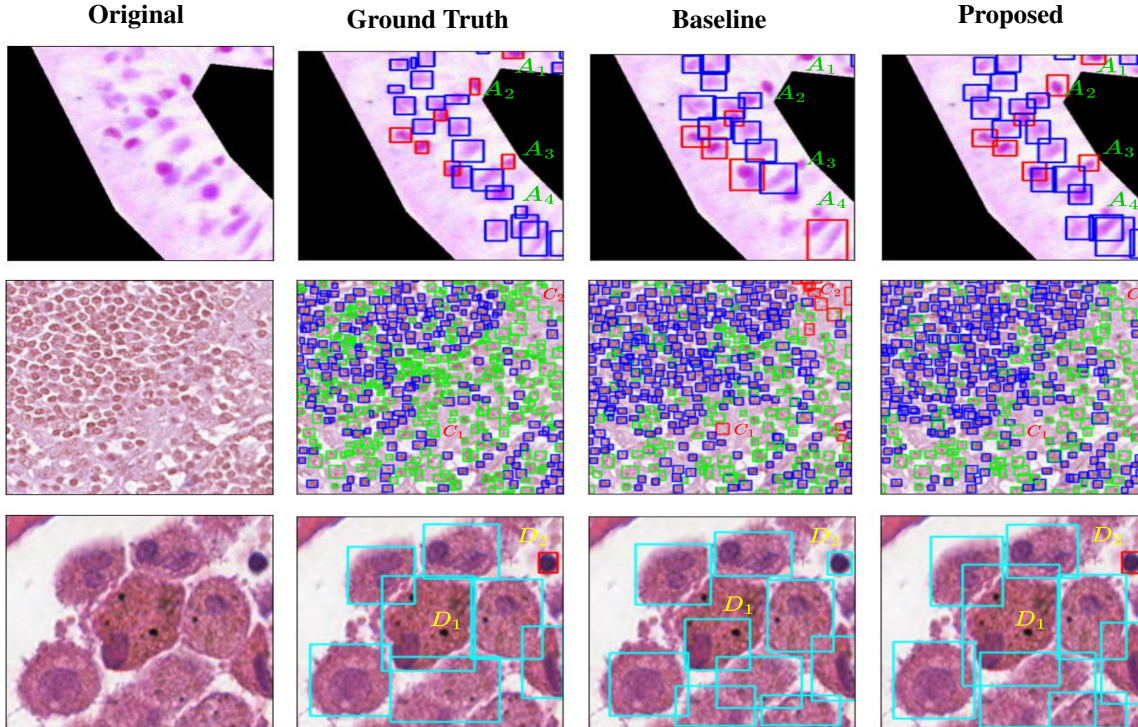 Original Ground Truth Baseline Proposed
A1 A1 A1
A2 A2 A2
A3 A3 A3
A4 A4 A4
C2 C2 C
C1 C1 C1
D2 D2 D2
D1 D1 D1